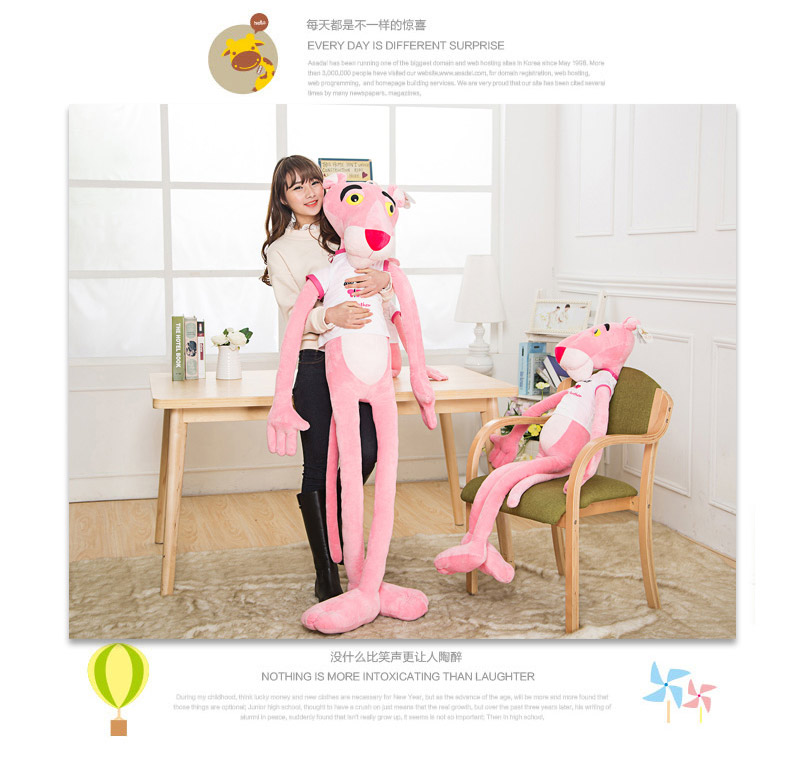 hello
每天都是不一样的惊喜
EVERY DAY IS DIFFERENT SURPRISE
Asadal has been running one of the biggest domain and web hosting sites in Korea since May 1998. More
than 3,000,000 people have visited our website,www.asadal.com, for domain registration, web hosting,
web programming, and homepage building services. We are very proud that our site has been cited several
times by many newspapers, magazines,
THE HOTEL BOOK
没什么比笑声更让人陶醉
NOTHING IS MORE INTOXICATING THAN LAUGHTER
During my childhood, think lucky money and new clothes are necessary for New Year, but as the advance of the age, will be more and more found that
those things are optional; Junior high school, thought to have a crush on just means that the real growth, but over the past three years later, his writing of
alumni in peace, suddenly found that isn't really grow up, it seems is not so important. Then in high school,